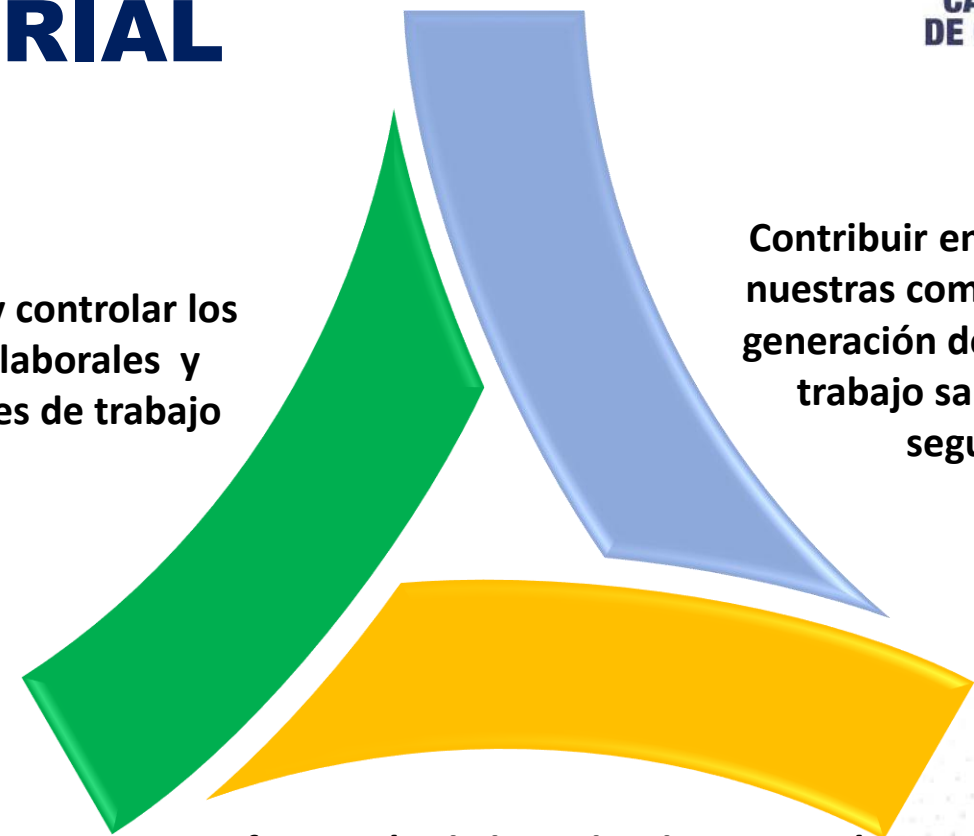 RIAL
DE
y controlar los
laborales y
es de trabajo
Contribuir en
nuestras com
generación de
trabajo sa
segu